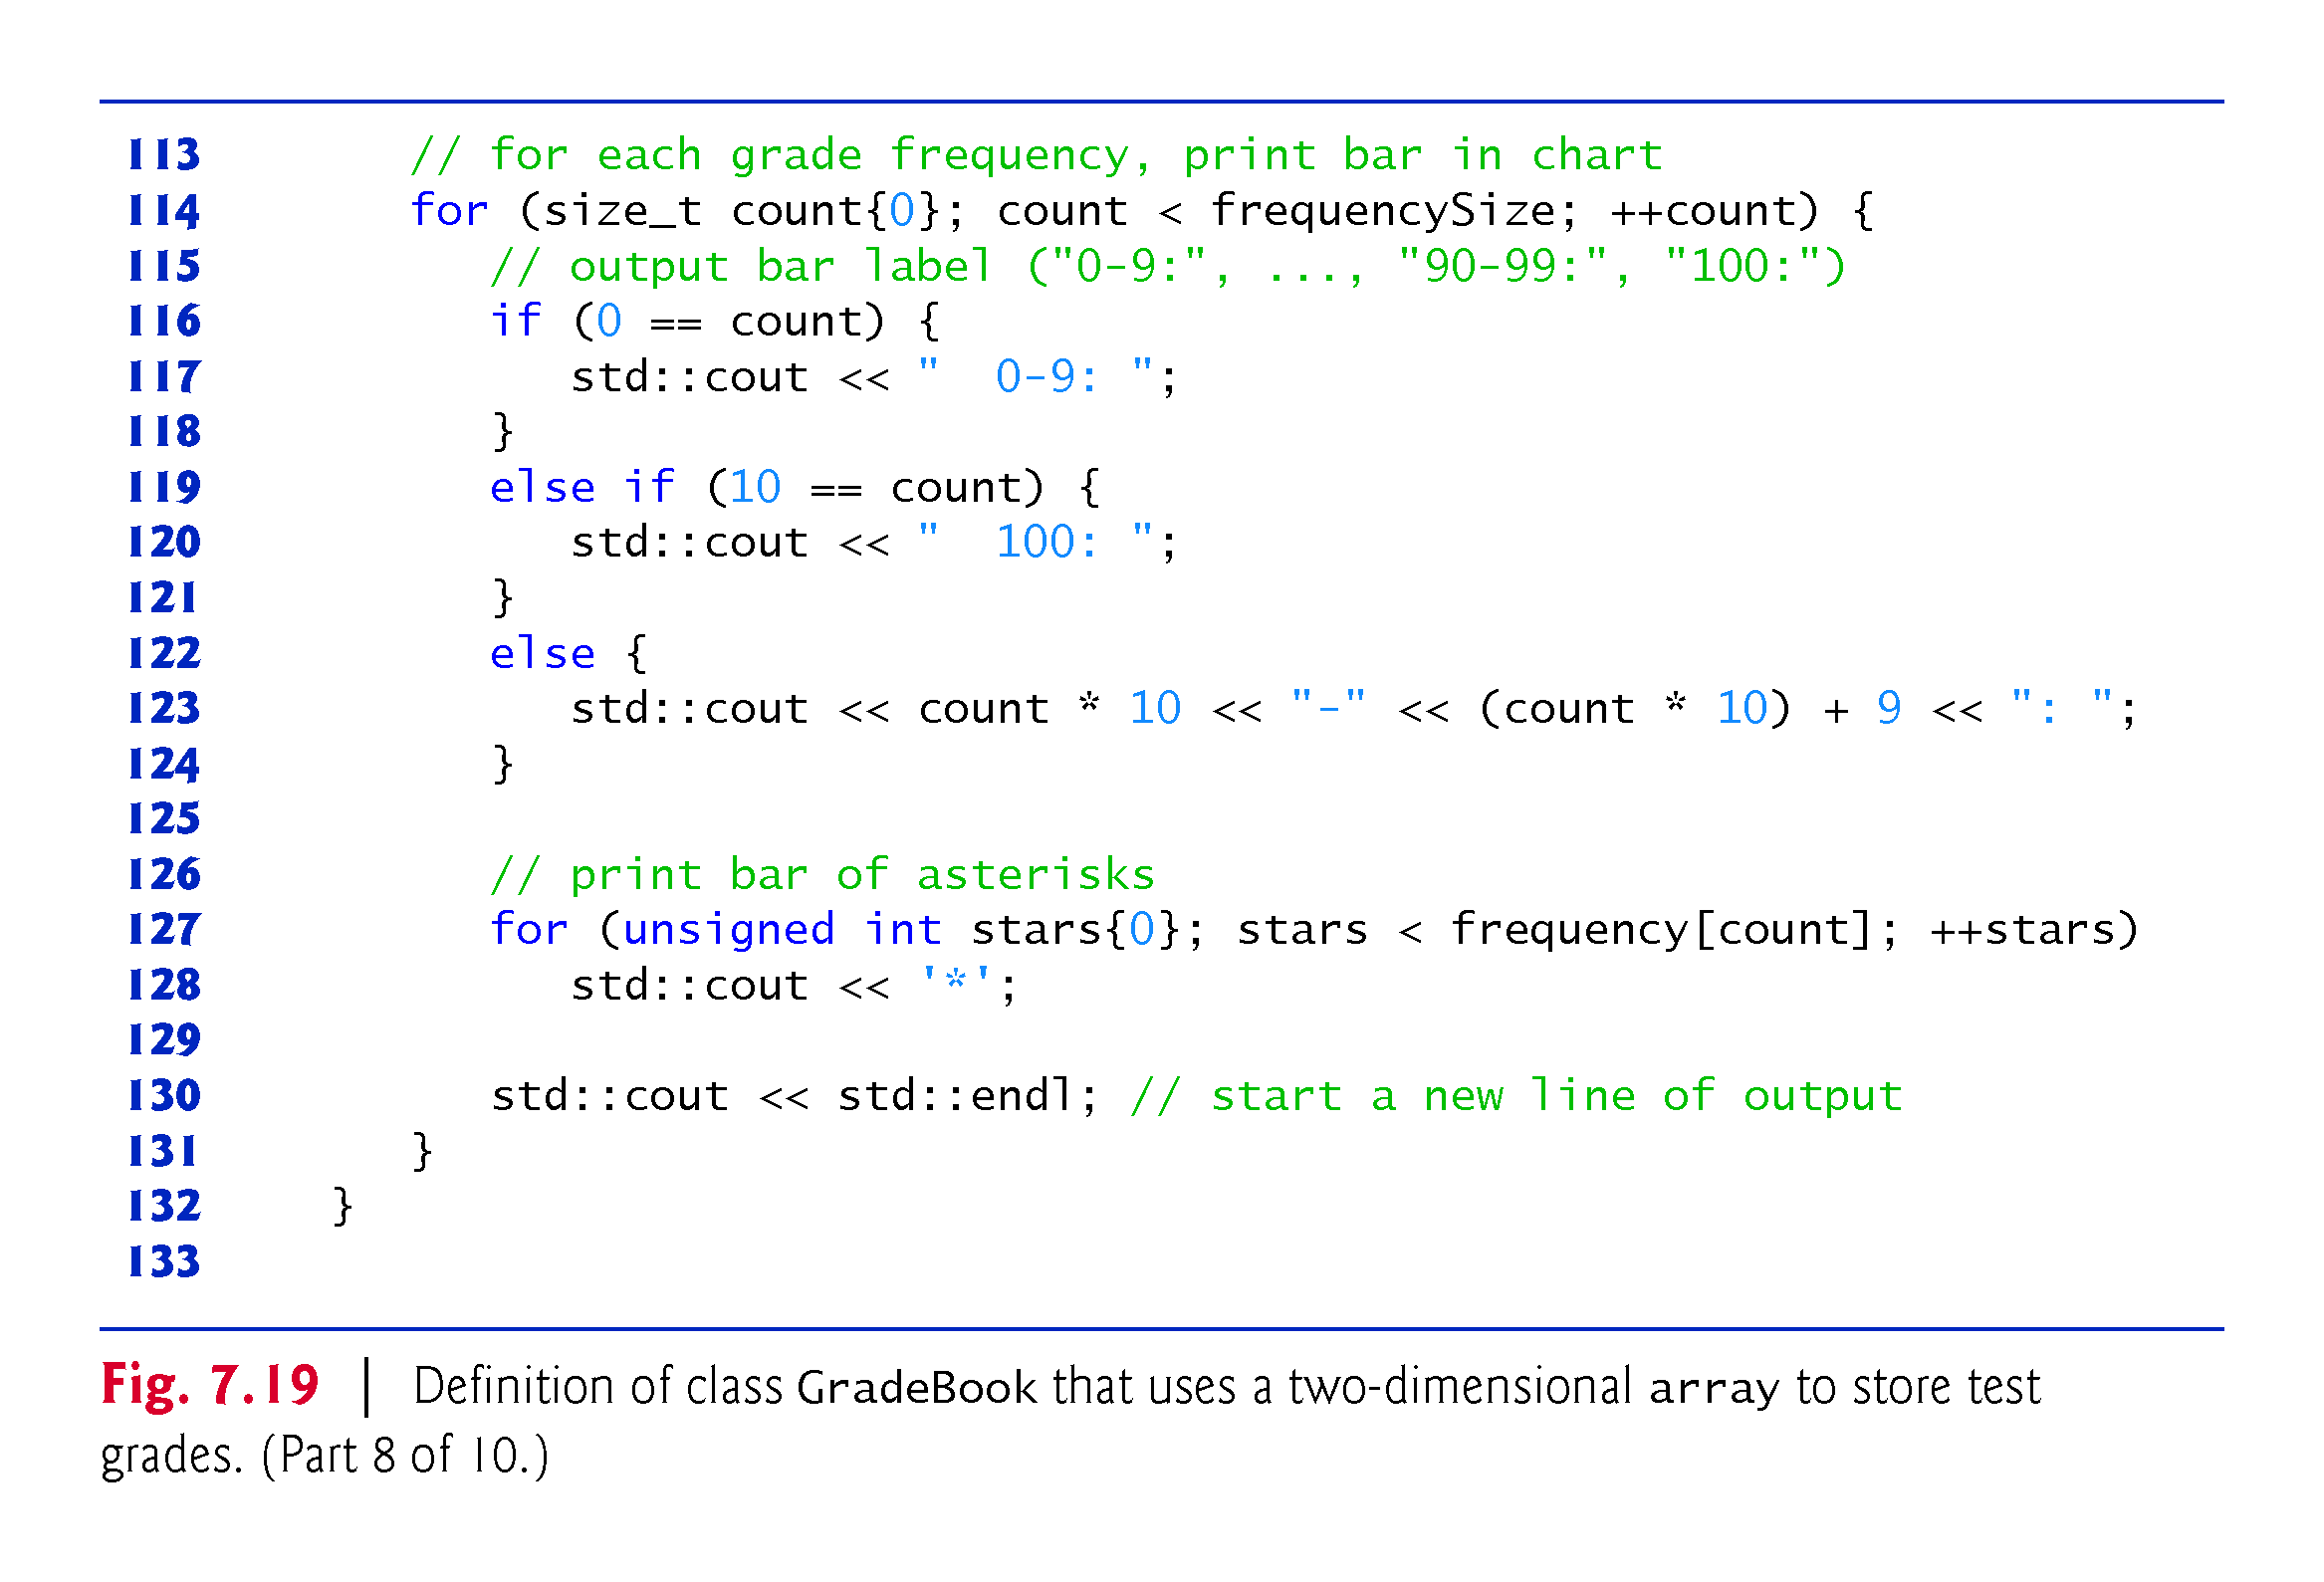 113 // for each grade frequency, print bar in chart
114 for (size_t count{0}; count < frequencySize; ++count) {
115 // output bar label ("0-9:", ..., "90-99:", "100:")
116 if (0 == count) {
117 std::cout << "  0-9: ";
118 }
119 else if (10 == count) {
120 std::cout << "  100: ";
121 }
122 else {
123 std::cout << count * 10 << "-" << (count * 10) + 9 << ": ";
124 }
125
126 // print bar of asterisks
127 for (unsigned int stars{0}; stars < frequency[count]; ++stars)
128 std::cout << '*';
129
130 std::cout << std::endl; // start a new line of output
131 }
132 }
133
Fig. 7.19 | Definition of class GradeBook that uses a two-dimensional array to store test
grades. (Part 8 of 10.)